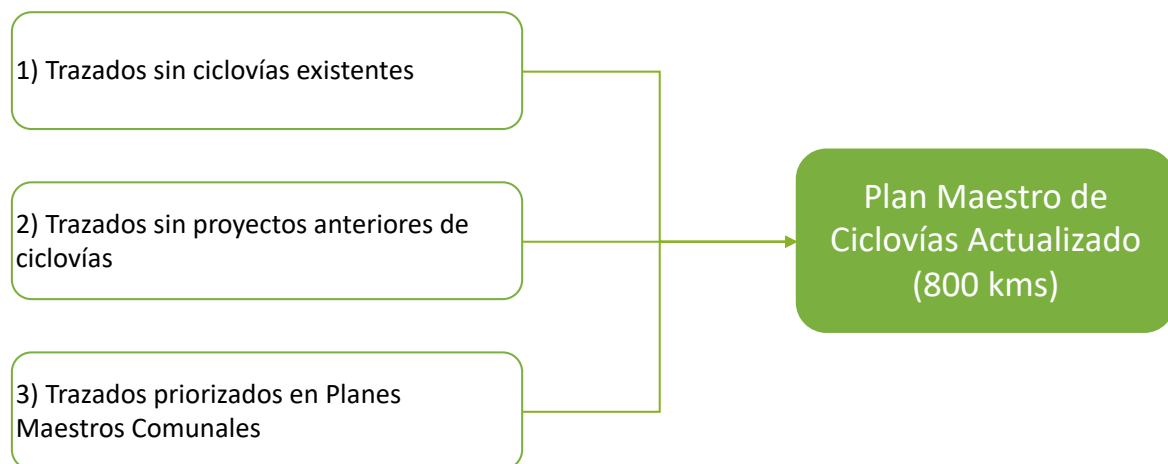 1) Trazados sin ciclovías existentes
2) Trazados sin proyectos anteriores de
ciclovías
3) Trazados priorizados en Planes
Maestros Comunales
Plan Maestro de
Ciclovías Actualizado
(800 kms)